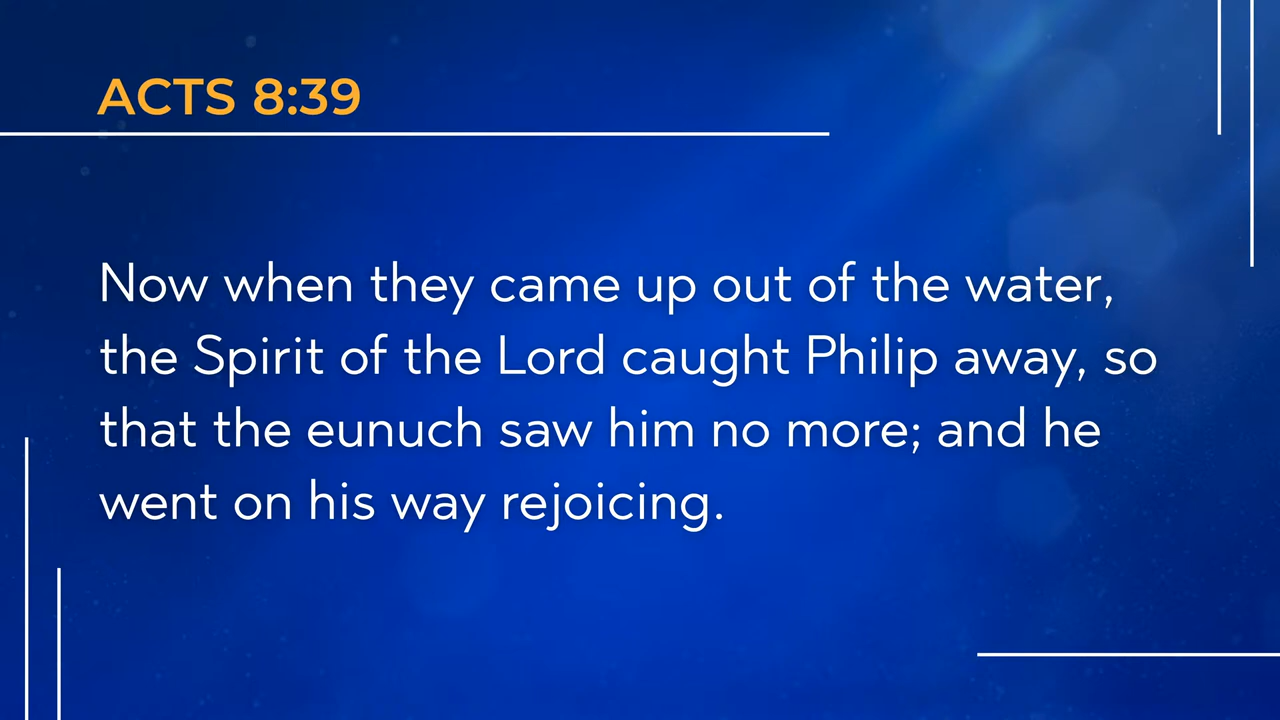 ACTS 8:39
Now when they came up out of the water,
the Spirit of the Lord caught Philip away, so
that the eunuch saw him no more; and he
went on his way rejoicing.